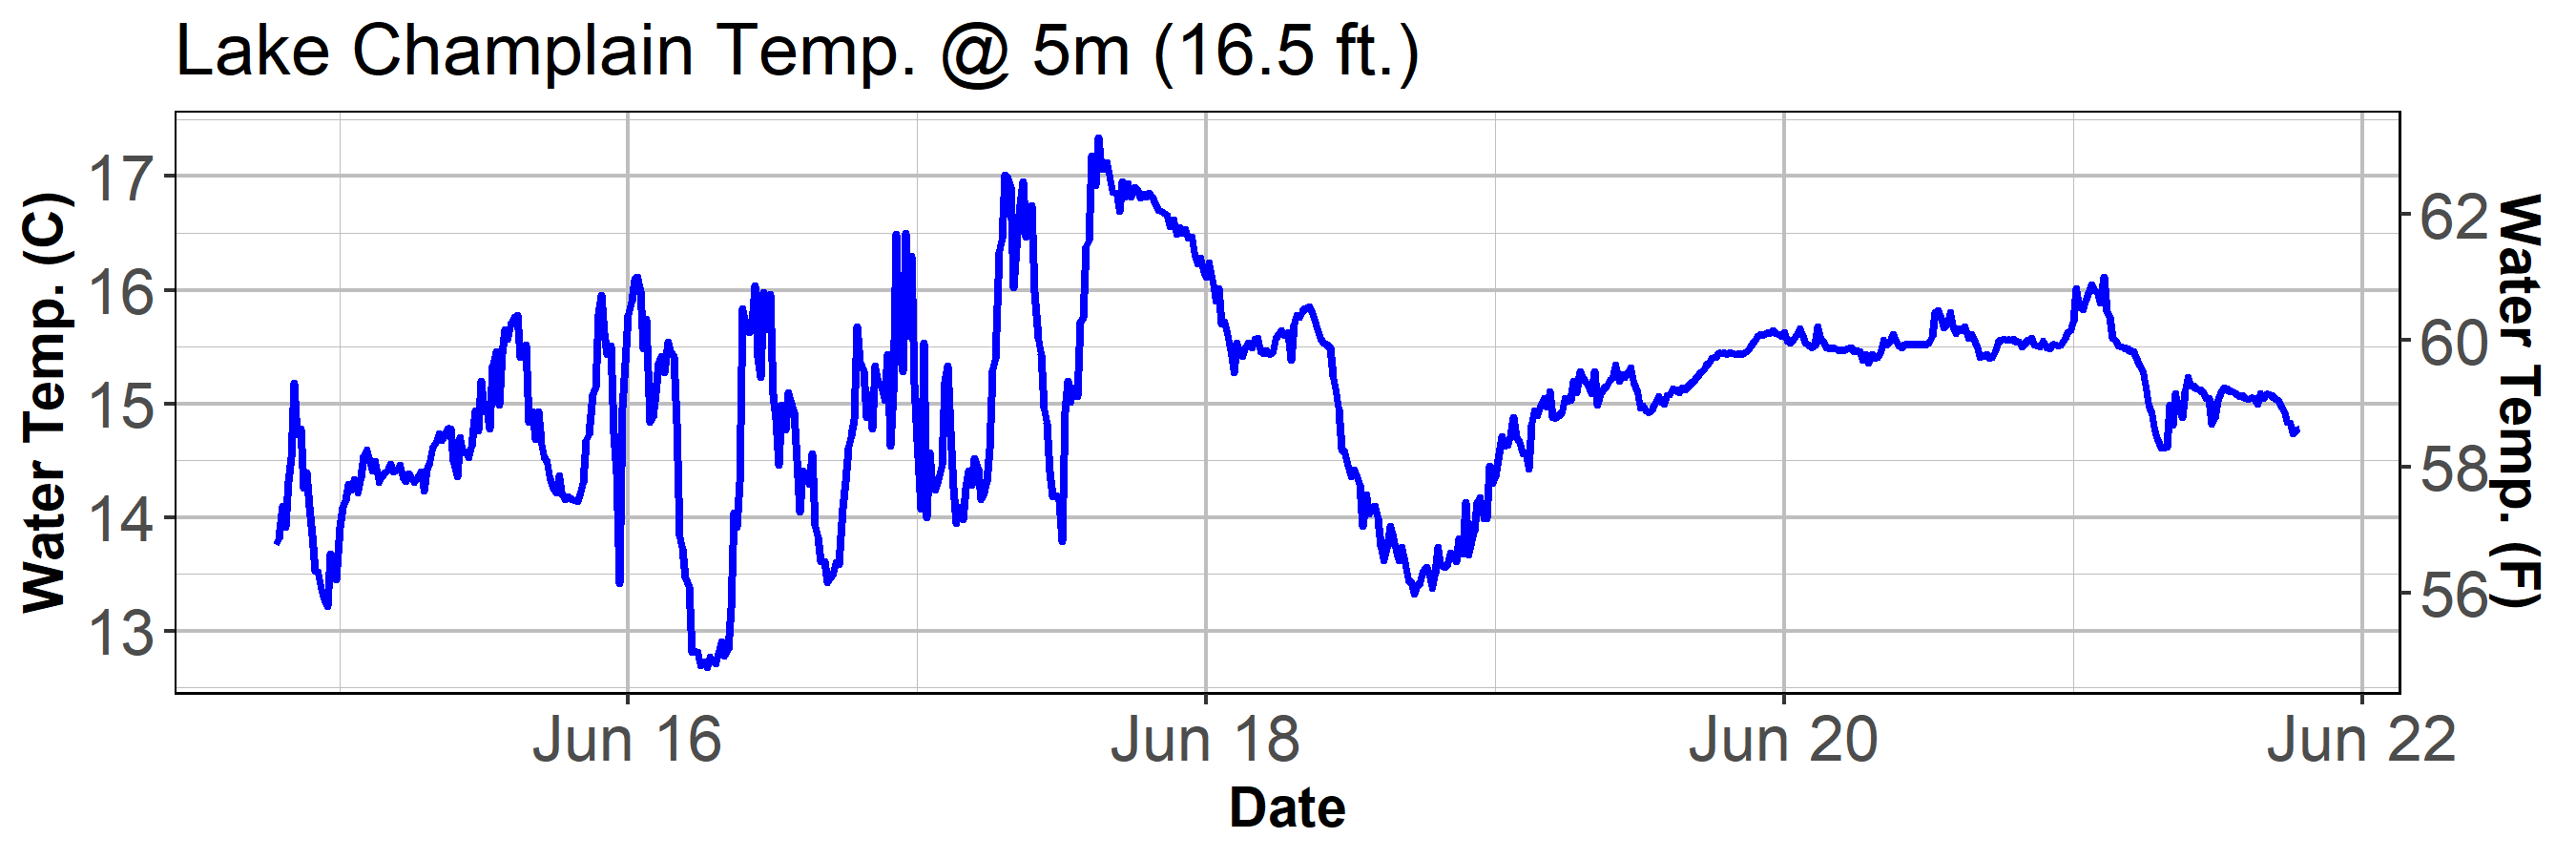 Lake Champlain Temp. @ 5m (16.5 ft.)
Water Temp. (C)
17
16
15
14
13
62
60
58
56
Water Temp. (F)
Jun 16
Jun 18
Jun 20
Jun 22
Date